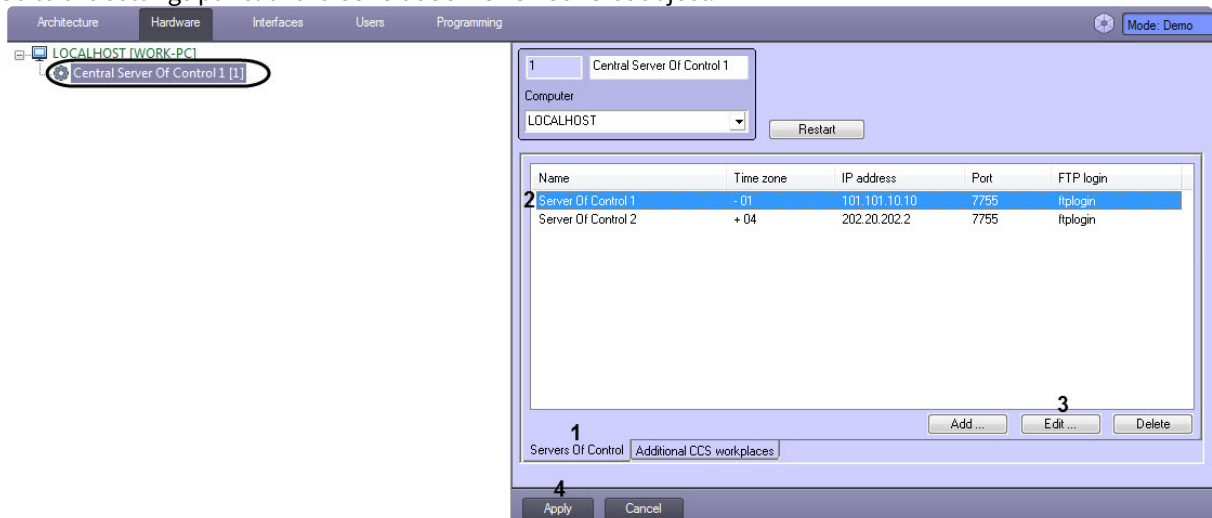 Architecture Hardware Interfaces Users Programming Mode: Demo
LOCALHOST [WORK-PC]
Central Server Of Control 1 [1]
1 Central Server Of Control 1
Computer
LOCALHOST
Restart
Name Time zone IP address Port FTP login
2 Server Of Control 1 - 01 101.101.10.10 7755 ftplogin
Server Of Control 2 + 04 202.20.202.2 7755 ftplogin
3
Add ... Edit ... Delete
1
Servers Of Control Additional CCS workplaces
4
Apply Cancel